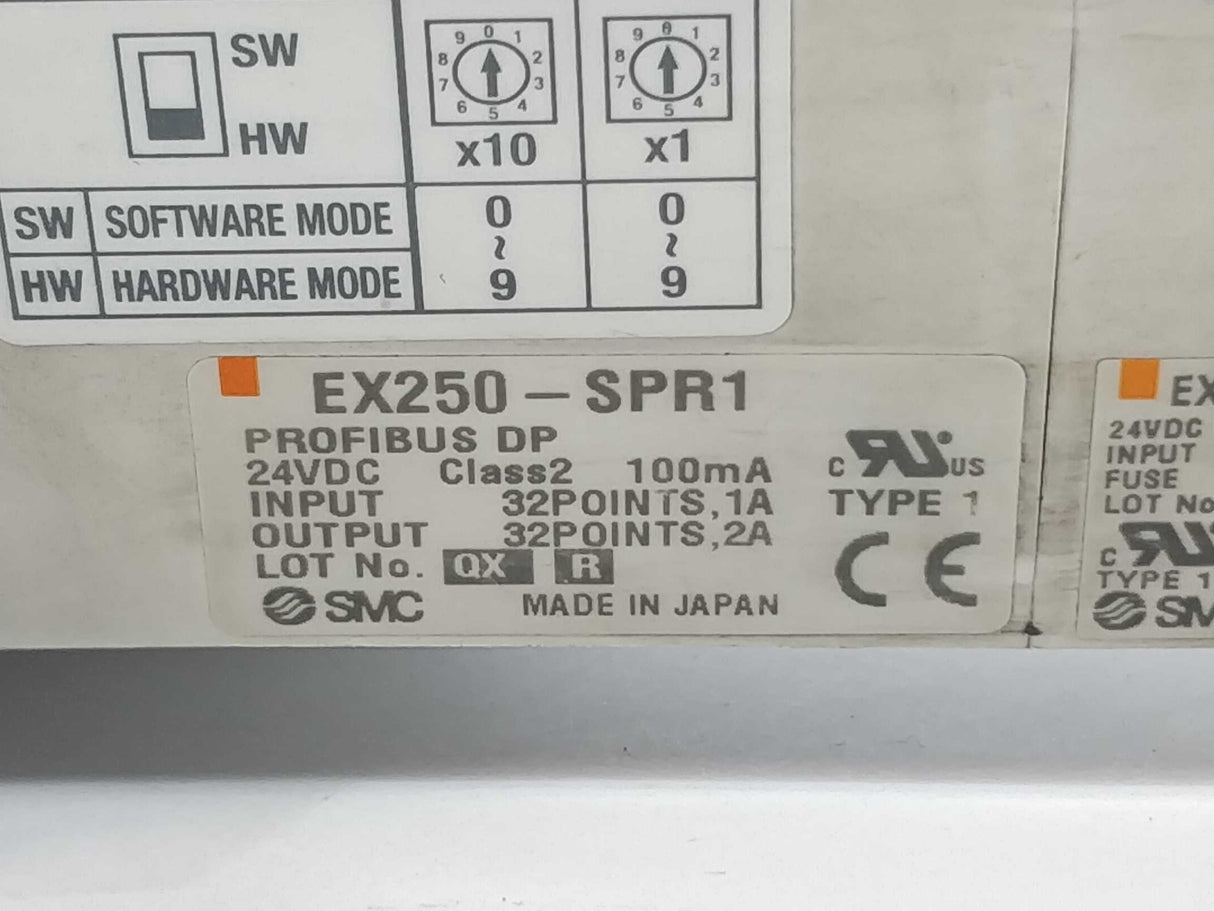 SW
HW
9 0 1
8 2
7 3
6 5 4
9 0 1
8 2
7 3
6 5 4
x10 x1
SW SOFTWARE MODE 0 ~ 9 0 ~ 9
HW HARDWARE MODE
EX250-SPR1
PROFIBUS DP
24VDC Class2 100mA
INPUT 32POINTS,1A
OUTPUT 32POINTS,2A
LOT No. QX R
SMC MADE IN JAPAN
c RU US
TYPE 1
CE
24VDC
INPUT
FUSE
LOT
c
TYPE 1